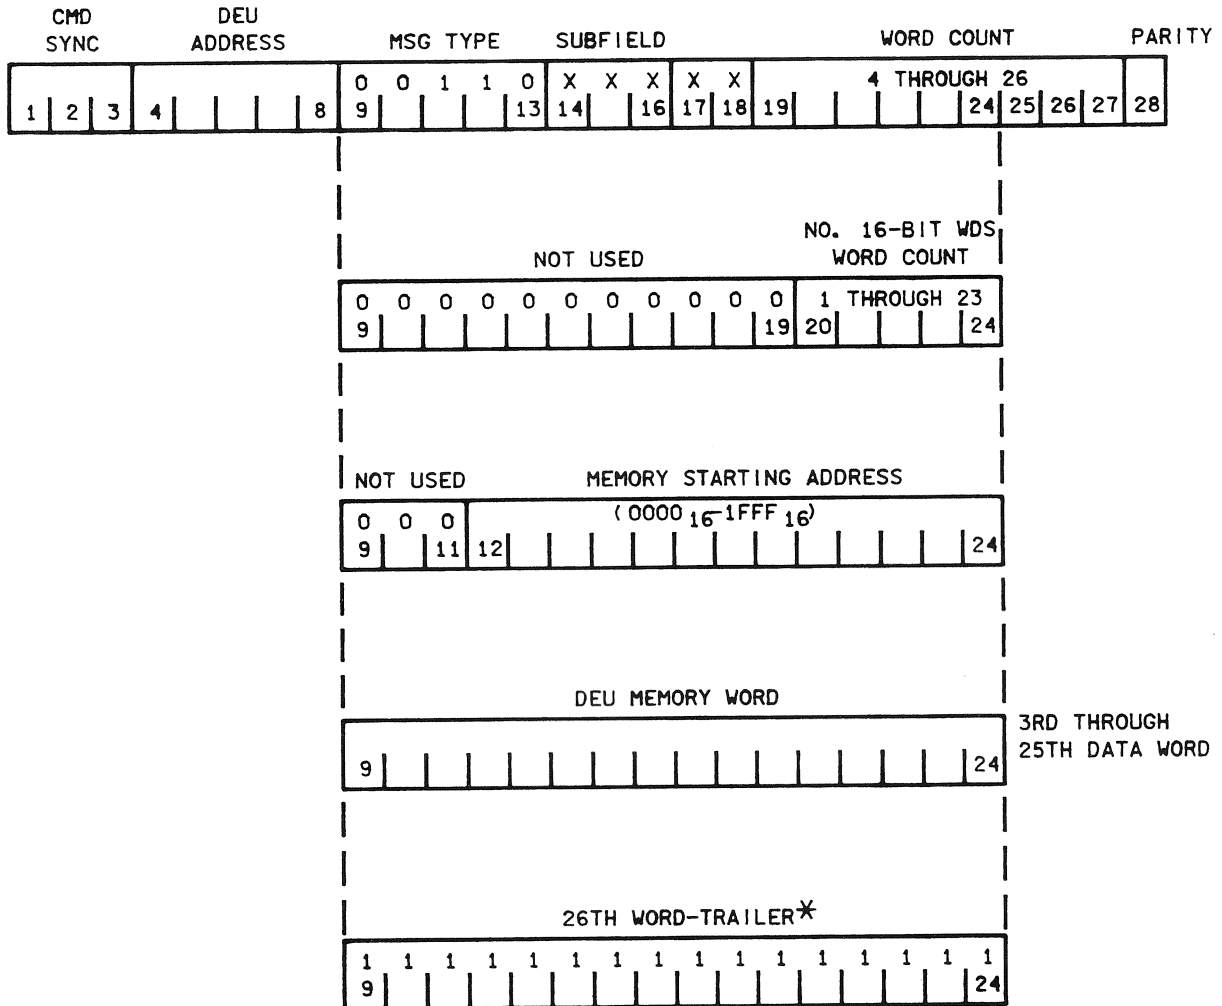 CMD DEU
SYNC ADDRESS MSG TYPE SUBFIELD WORD COUNT PARITY
0 0 1 1 0 X X X X X 4 THROUGH 26
1 2 3 4 8 9 13 14 16 17 18 19 24 25 26 27 28
NO. 16-BIT WDS
NOT USED WORD COUNT
0 0 0 0 0 0 0 0 0 0 0 1 THROUGH 23
9 19 20 24
NOT USED MEMORY STARTING ADDRESS
0 0 0 (0000 16-1FFF 16)
9 11 12 24
DEU MEMORY WORD
3RD THROUGH
9 24 25TH DATA WORD
26TH WORD-TRAILER*
1 1 1 1 1 1 1 1 1 1 1 1 1 1 1 1
9 24